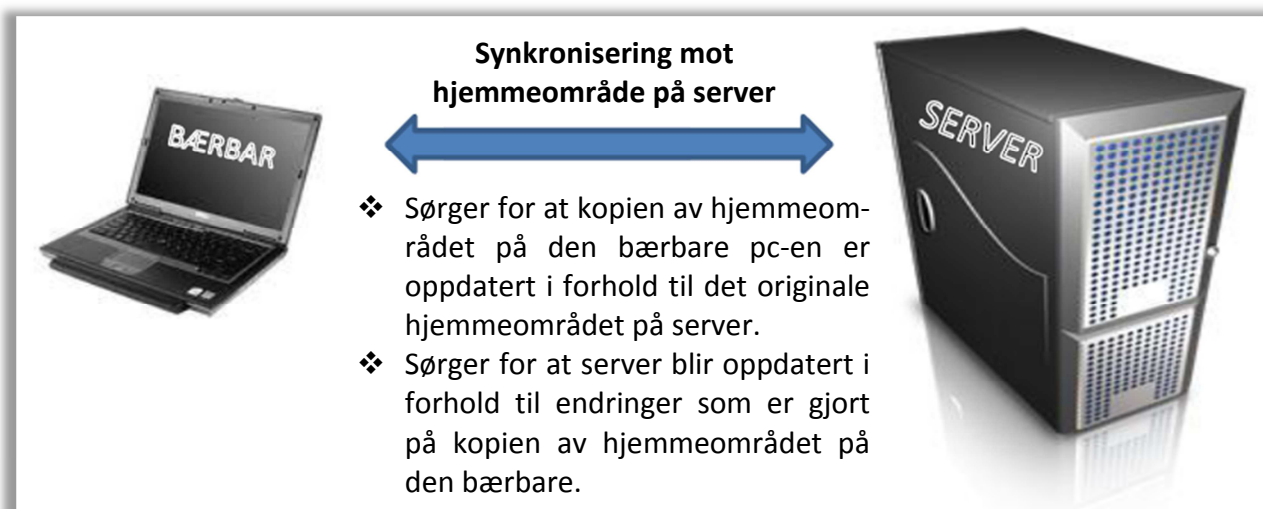 Synkronisering mot
hjemmeområde på server
BÆRBAR
SERVER
❖ Sørger for at kopien av hjemmeom-
rådet på den bærbare pc-en er
oppdatert i forhold til det originale
hjemmeområdet på server.
❖ Sørger for at server blir oppdatert i
forhold til endringer som er gjort
på kopien av hjemmeområdet på
den bærbare.